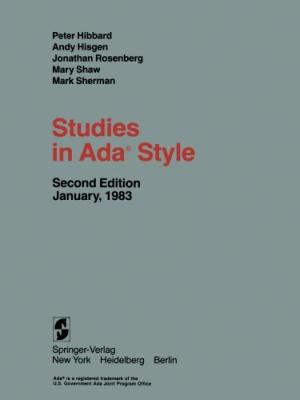 Peter Hibbard
Andy Hisgen
Jonathan Rosenberg
Mary Shaw
Mark Sherman
Studies
in Ada® Style
Second Edition
January, 1983
Springer-Verlag
New York Heidelberg Berlin
Ada® is a registered trademark of the
U.S. Government Ada Joint Program Office